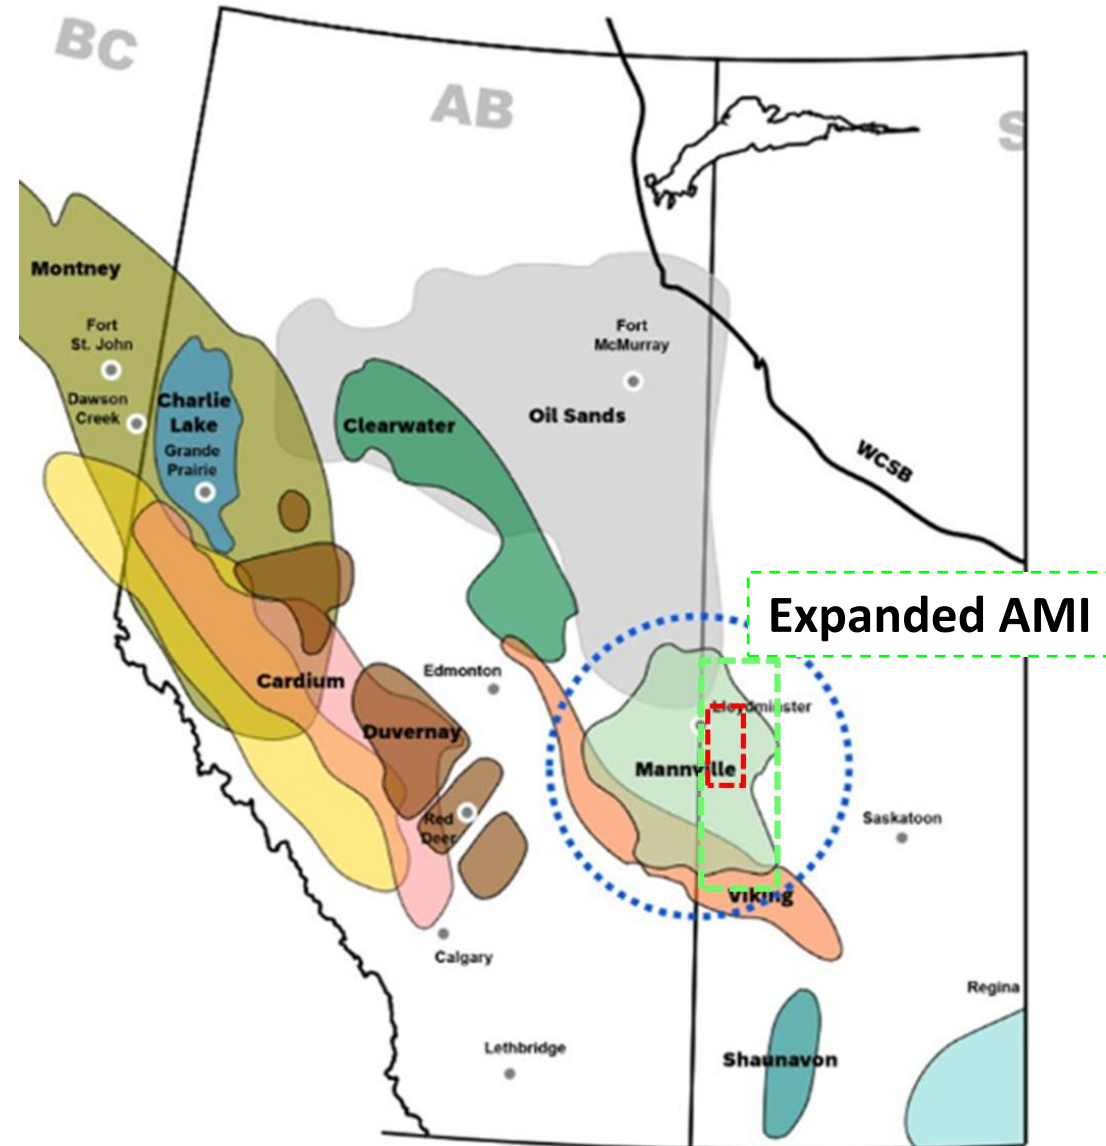 BC
AB
S
Montney
Fort
St. John
Fort
McMurray
Dawson
Creek
Charlie
Lake
Clearwater
Oil Sands
Grande
Prairie
WCSB
Expanded AMI
Edmonton
Cardium
Lloydminster
Duvernay
Mannville
Red
Deer
Saskatoon
Viking
Calgary
Regina
Lethbridge
Shaunavon